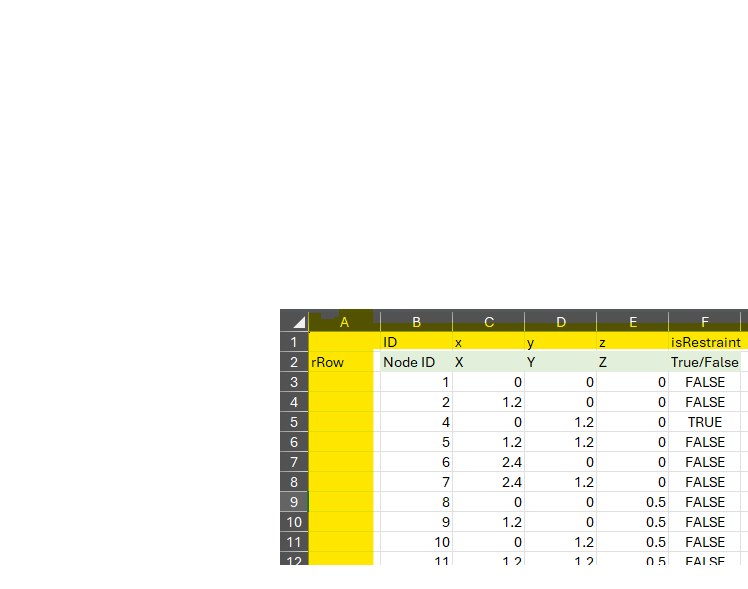 A B C D E F
1 ID x y z isRestraint
2 rRow Node ID X Y Z True/False
3 1 0 0 0 FALSE
4 2 1.2 0 0 FALSE
5 4 0 1.2 0 TRUE
6 5 1.2 1.2 0 FALSE
7 6 2.4 0 0 FALSE
8 7 2.4 1.2 0 FALSE
9 8 0 0 0.5 FALSE
10 9 1.2 0 0.5 FALSE
11 10 0 1.2 0.5 FALSE
12 11 1.2 1.2 0.5 FALSE